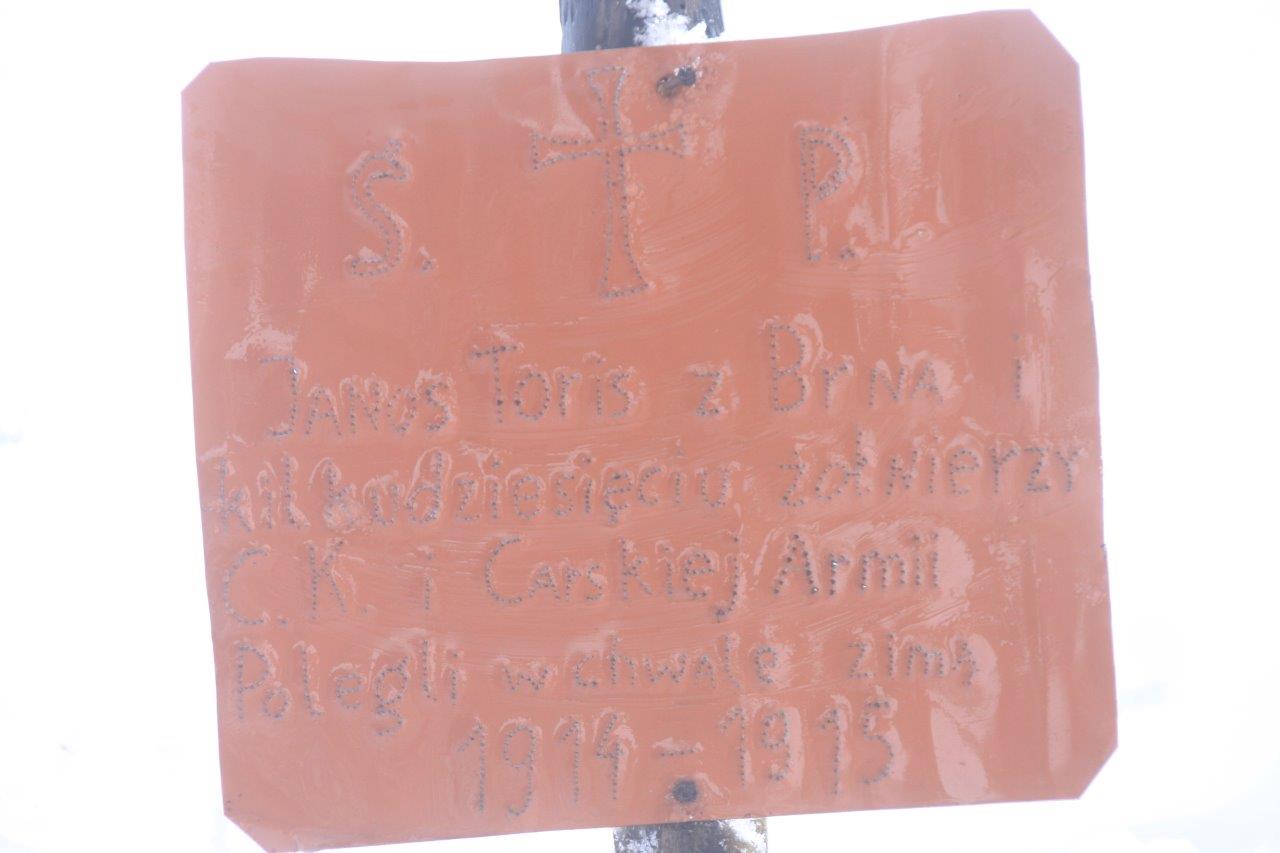 Ś. P.
Janos Toris z Brna i
kilkudziesięciu żołnierzy
C.K. i Carskiej Armii
Polegli w chwale zimą
1914-1915